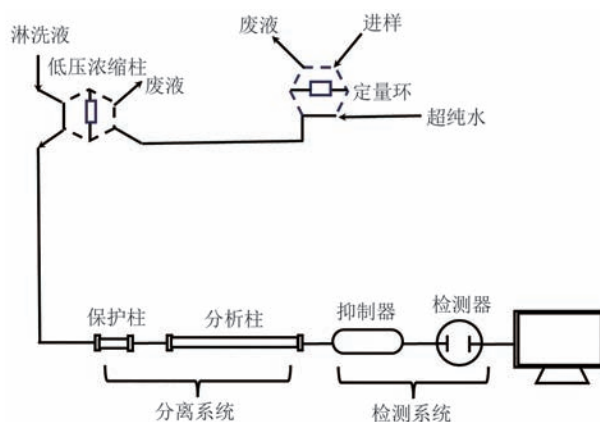 淋洗液
低压浓缩柱
废液
废液
进样
定量环
超纯水
保护柱
分析柱
抑制器
检测器
分离系统
检测系统